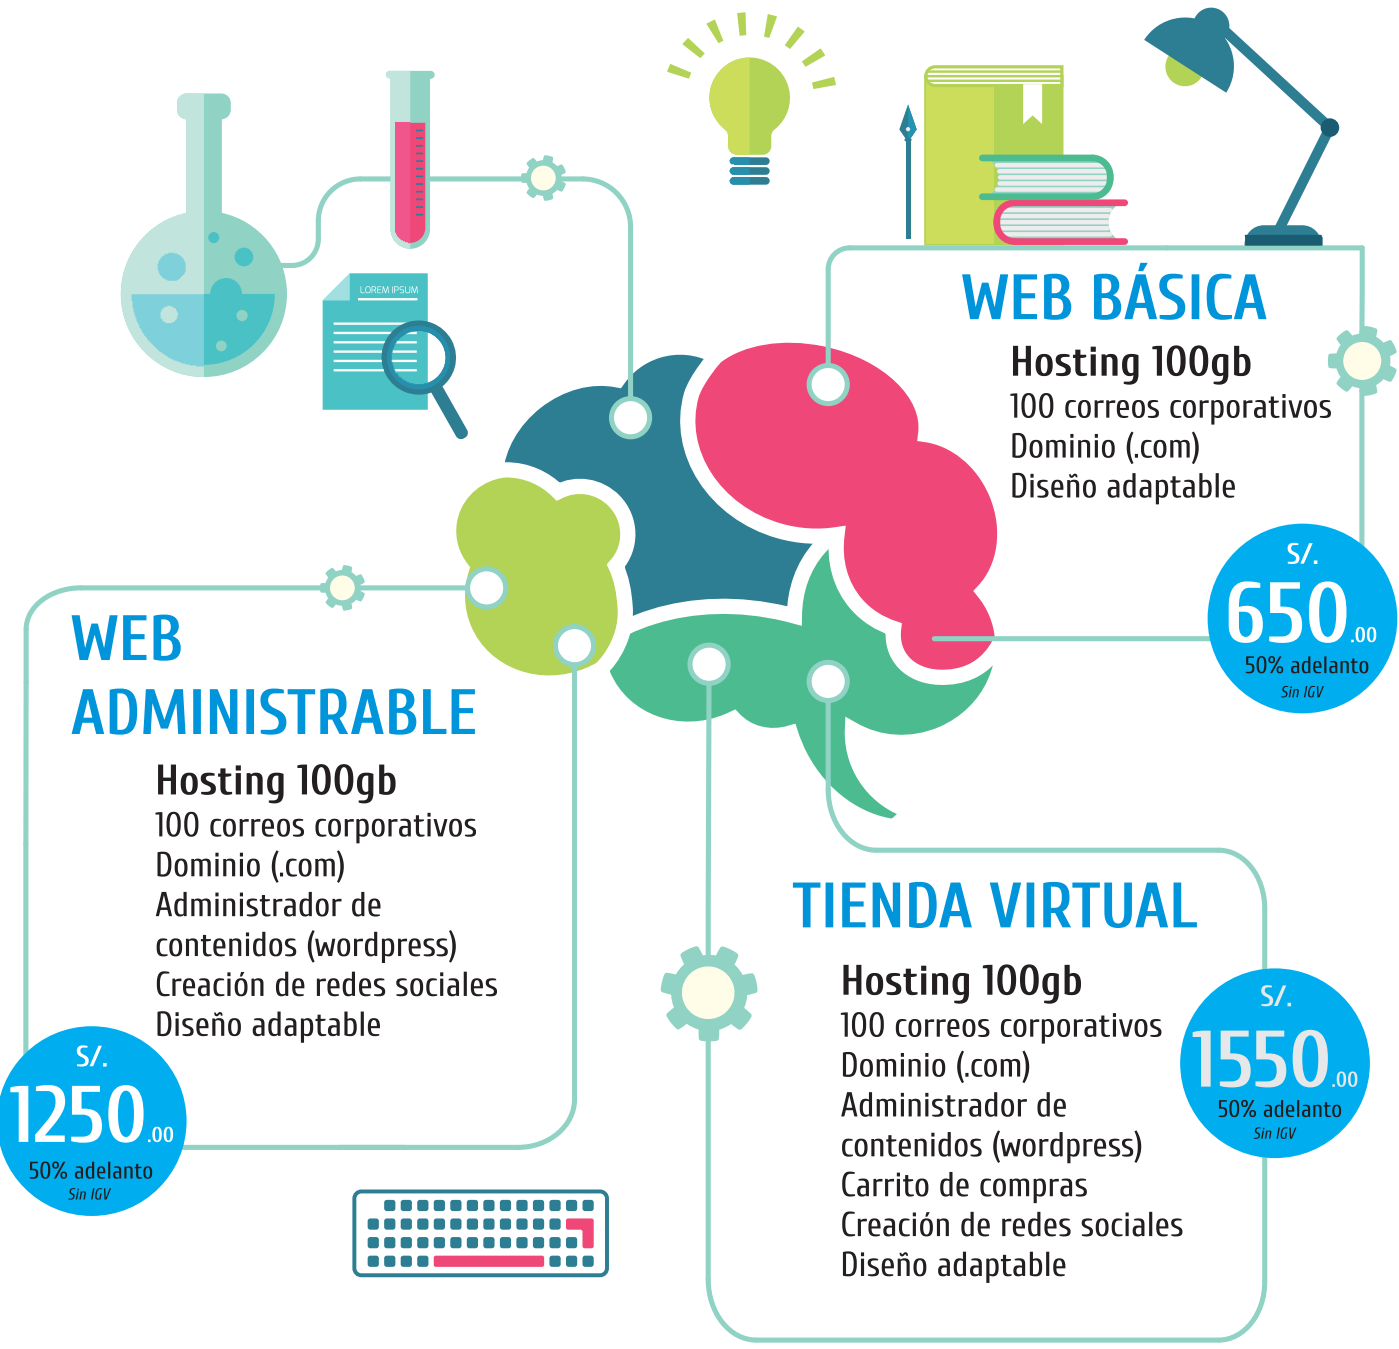 LOREM IPSUM
WEB BÁSICA
Hosting 100gb
100 correos corporativos
Dominio (.com)
Diseño adaptable
S/.
650.00
50% adelanto
Sin IGV
WEB
ADMINISTRABLE
Hosting 100gb
100 correos corporativos
Dominio (.com)
Administrador de
contenidos (wordpress)
Creación de redes sociales
Diseño adaptable
S/.
1250.00
50% adelanto
Sin IGV
TIENDA VIRTUAL
Hosting 100gb
100 correos corporativos
Dominio (.com)
Administrador de
contenidos (wordpress)
Carrito de compras
Creación de redes sociales
Diseño adaptable
S/.
1550.00
50% adelanto
Sin IGV